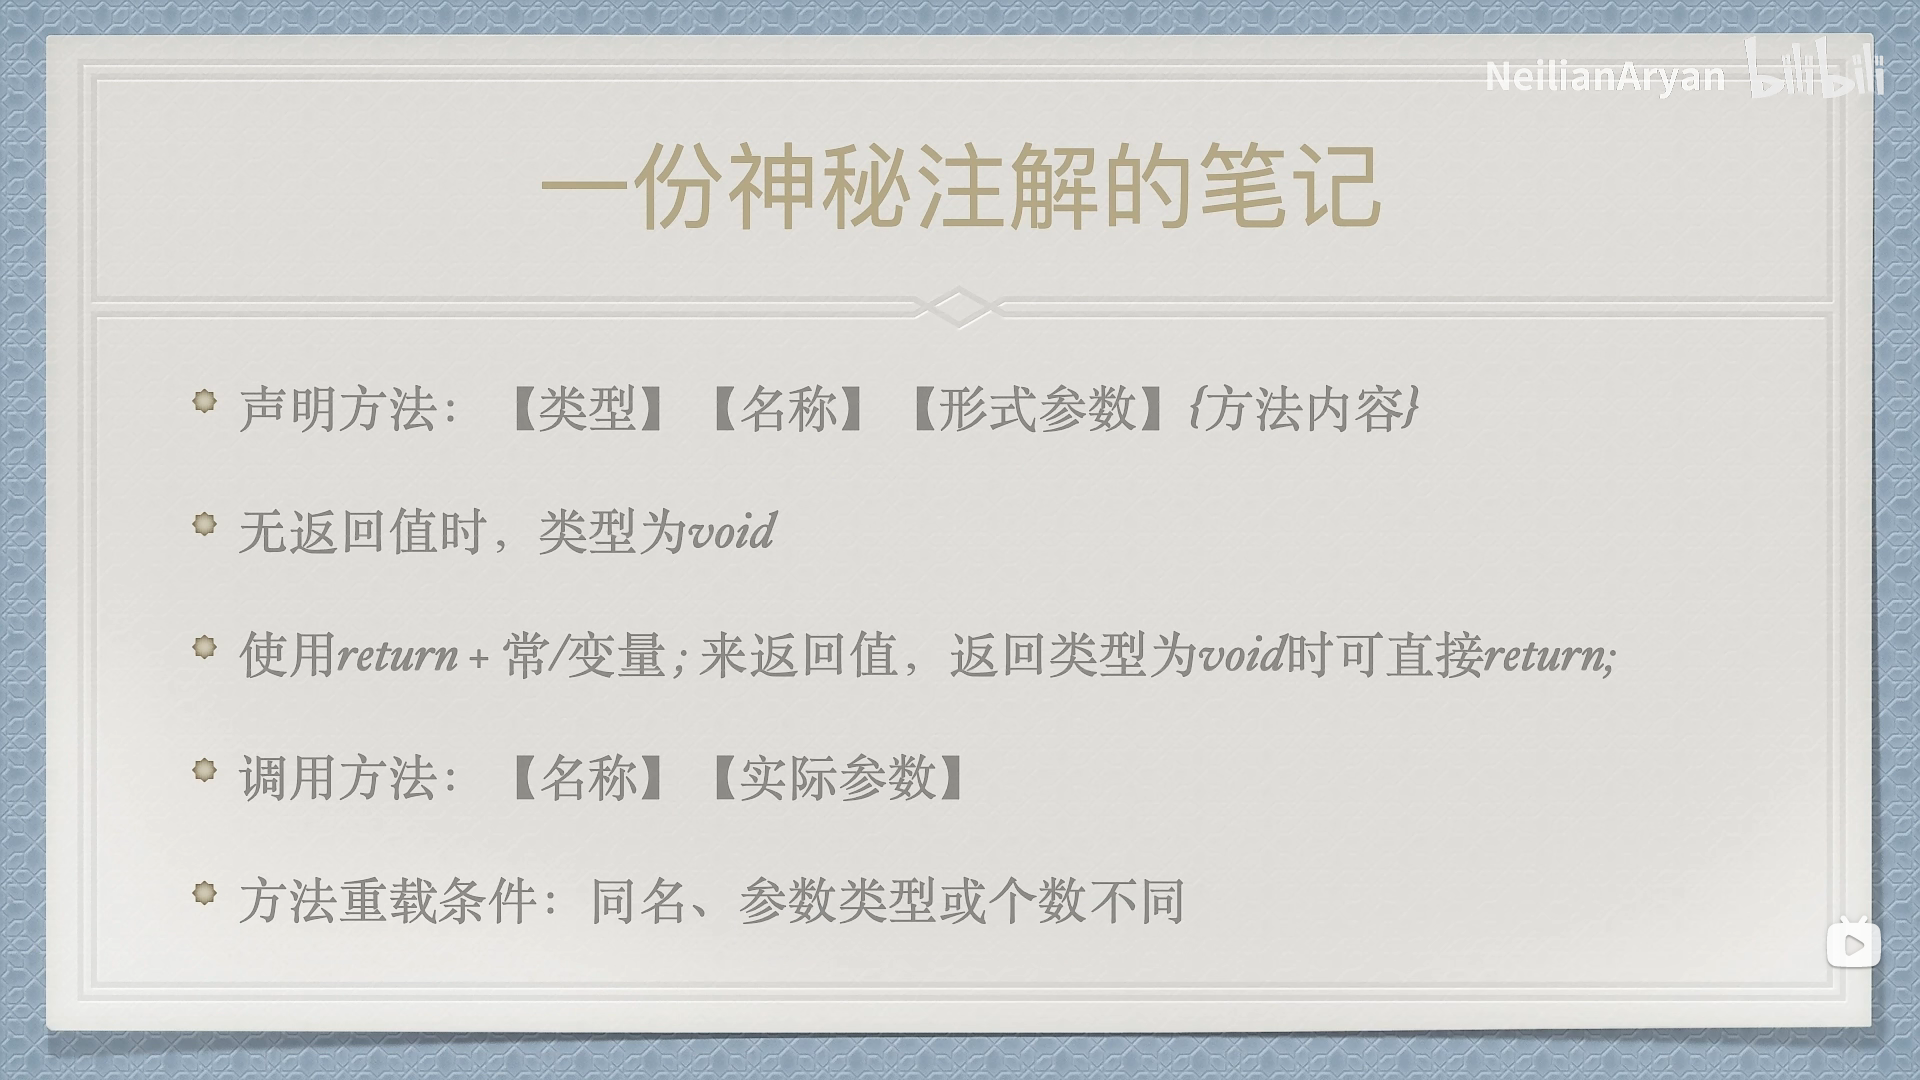 NeilianAryan bilibili
一份神秘注解的笔记
声明方法：【类型】【名称】【形式参数】{方法内容}
无返回值时，类型为void
使用return + 常/变量 ; 来返回值，返回类型为void时可直接return;
调用方法：【名称】【实际参数】
方法重载条件：同名、参数类型或个数不同